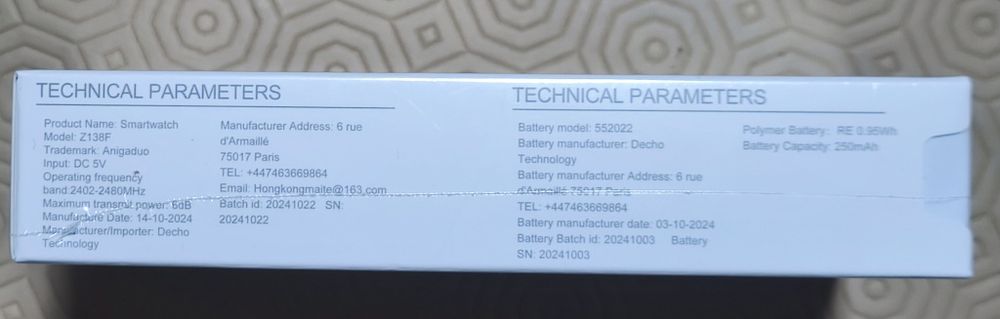 TECHNICAL PARAMETERS
Product Name: Smartwatch
Model: Z138F
Trademark: Anigaduo
Input: DC 5V
Operating frequency
band:2402-2480MHz
Maximum transmit power: 6dB
Manufacture Date: 14-10-2024
Manufacturer/Importer: Decho
Technology
Manufacturer Address: 6 rue
d'Armaillé
75017 Paris
TEL: +447463669864
Email: Hongkongmaite@163.com
Batch id: 20241022 SN:
20241022
TECHNICAL PARAMETERS
Battery model: 552022
Battery manufacturer: Decho
Technology
Battery manufacturer Address: 6 rue
d'Armaillé 75017 Paris
TEL: +447463669864
Battery manufacturer date: 03-10-2024
Battery Batch id: 20241003 Battery
SN: 20241003
Polymer Battery: RE 0.95Wh
Battery Capacity: 250mAh